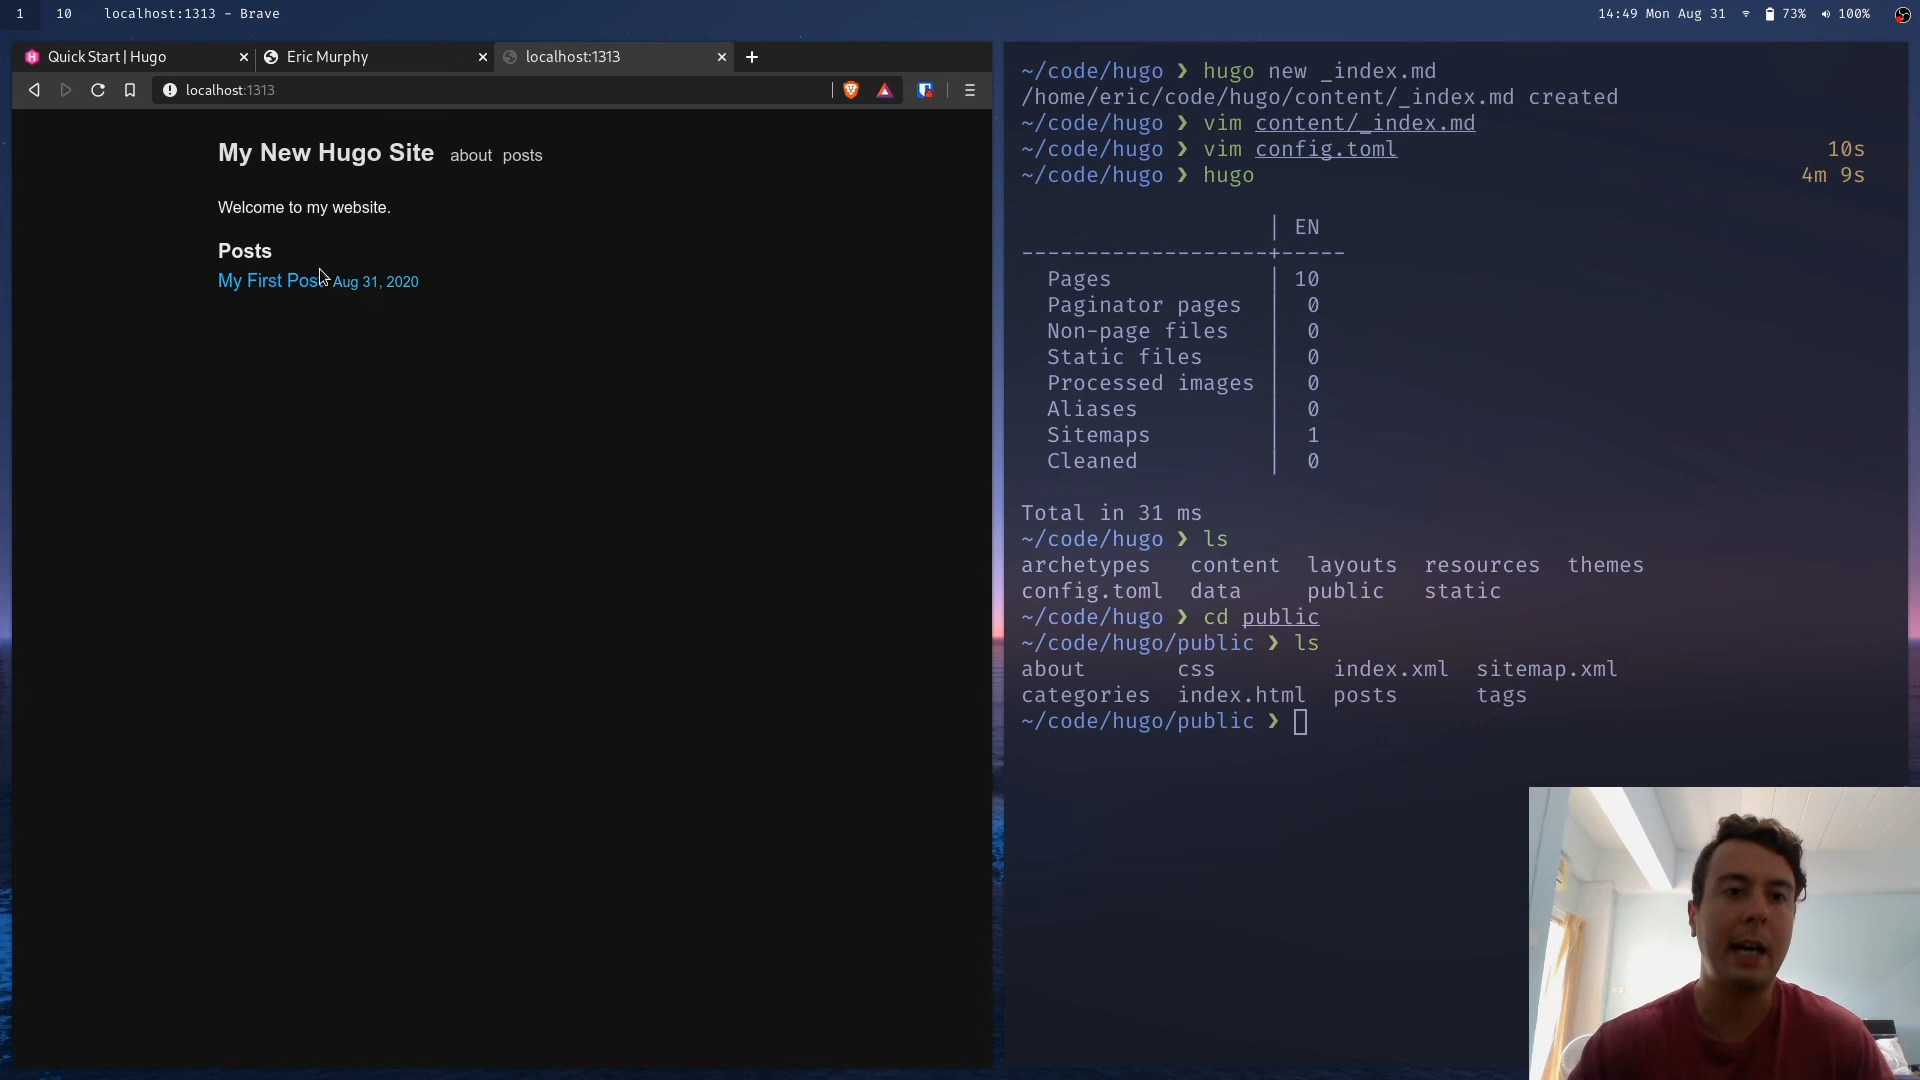 1 10 localhost:1313 - Brave 14:49 Mon Aug 31 73% 100%
Quick Start | Hugo Eric Murphy localhost:1313
localhost:1313
My New Hugo Site about posts
Welcome to my website.
Posts
My First Post Aug 31, 2020
~/code/hugo ❯ hugo new _index.md
/home/eric/code/hugo/content/_index.md created
~/code/hugo ❯ vim content/_index.md
~/code/hugo ❯ vim config.toml 10s
~/code/hugo ❯ hugo 4m 9s
| EN
-------------------+-----
Pages | 10
Paginator pages | 0
Non-page files | 0
Static files | 0
Processed images | 0
Aliases | 0
Sitemaps | 1
Cleaned | 0
Total in 31 ms
~/code/hugo ❯ ls
archetypes content layouts resources themes
config.toml data public static
~/code/hugo ❯ cd public
~/code/hugo/public ❯ ls
about css index.xml sitemap.xml
categories index.html posts tags
~/code/hugo/public ❯